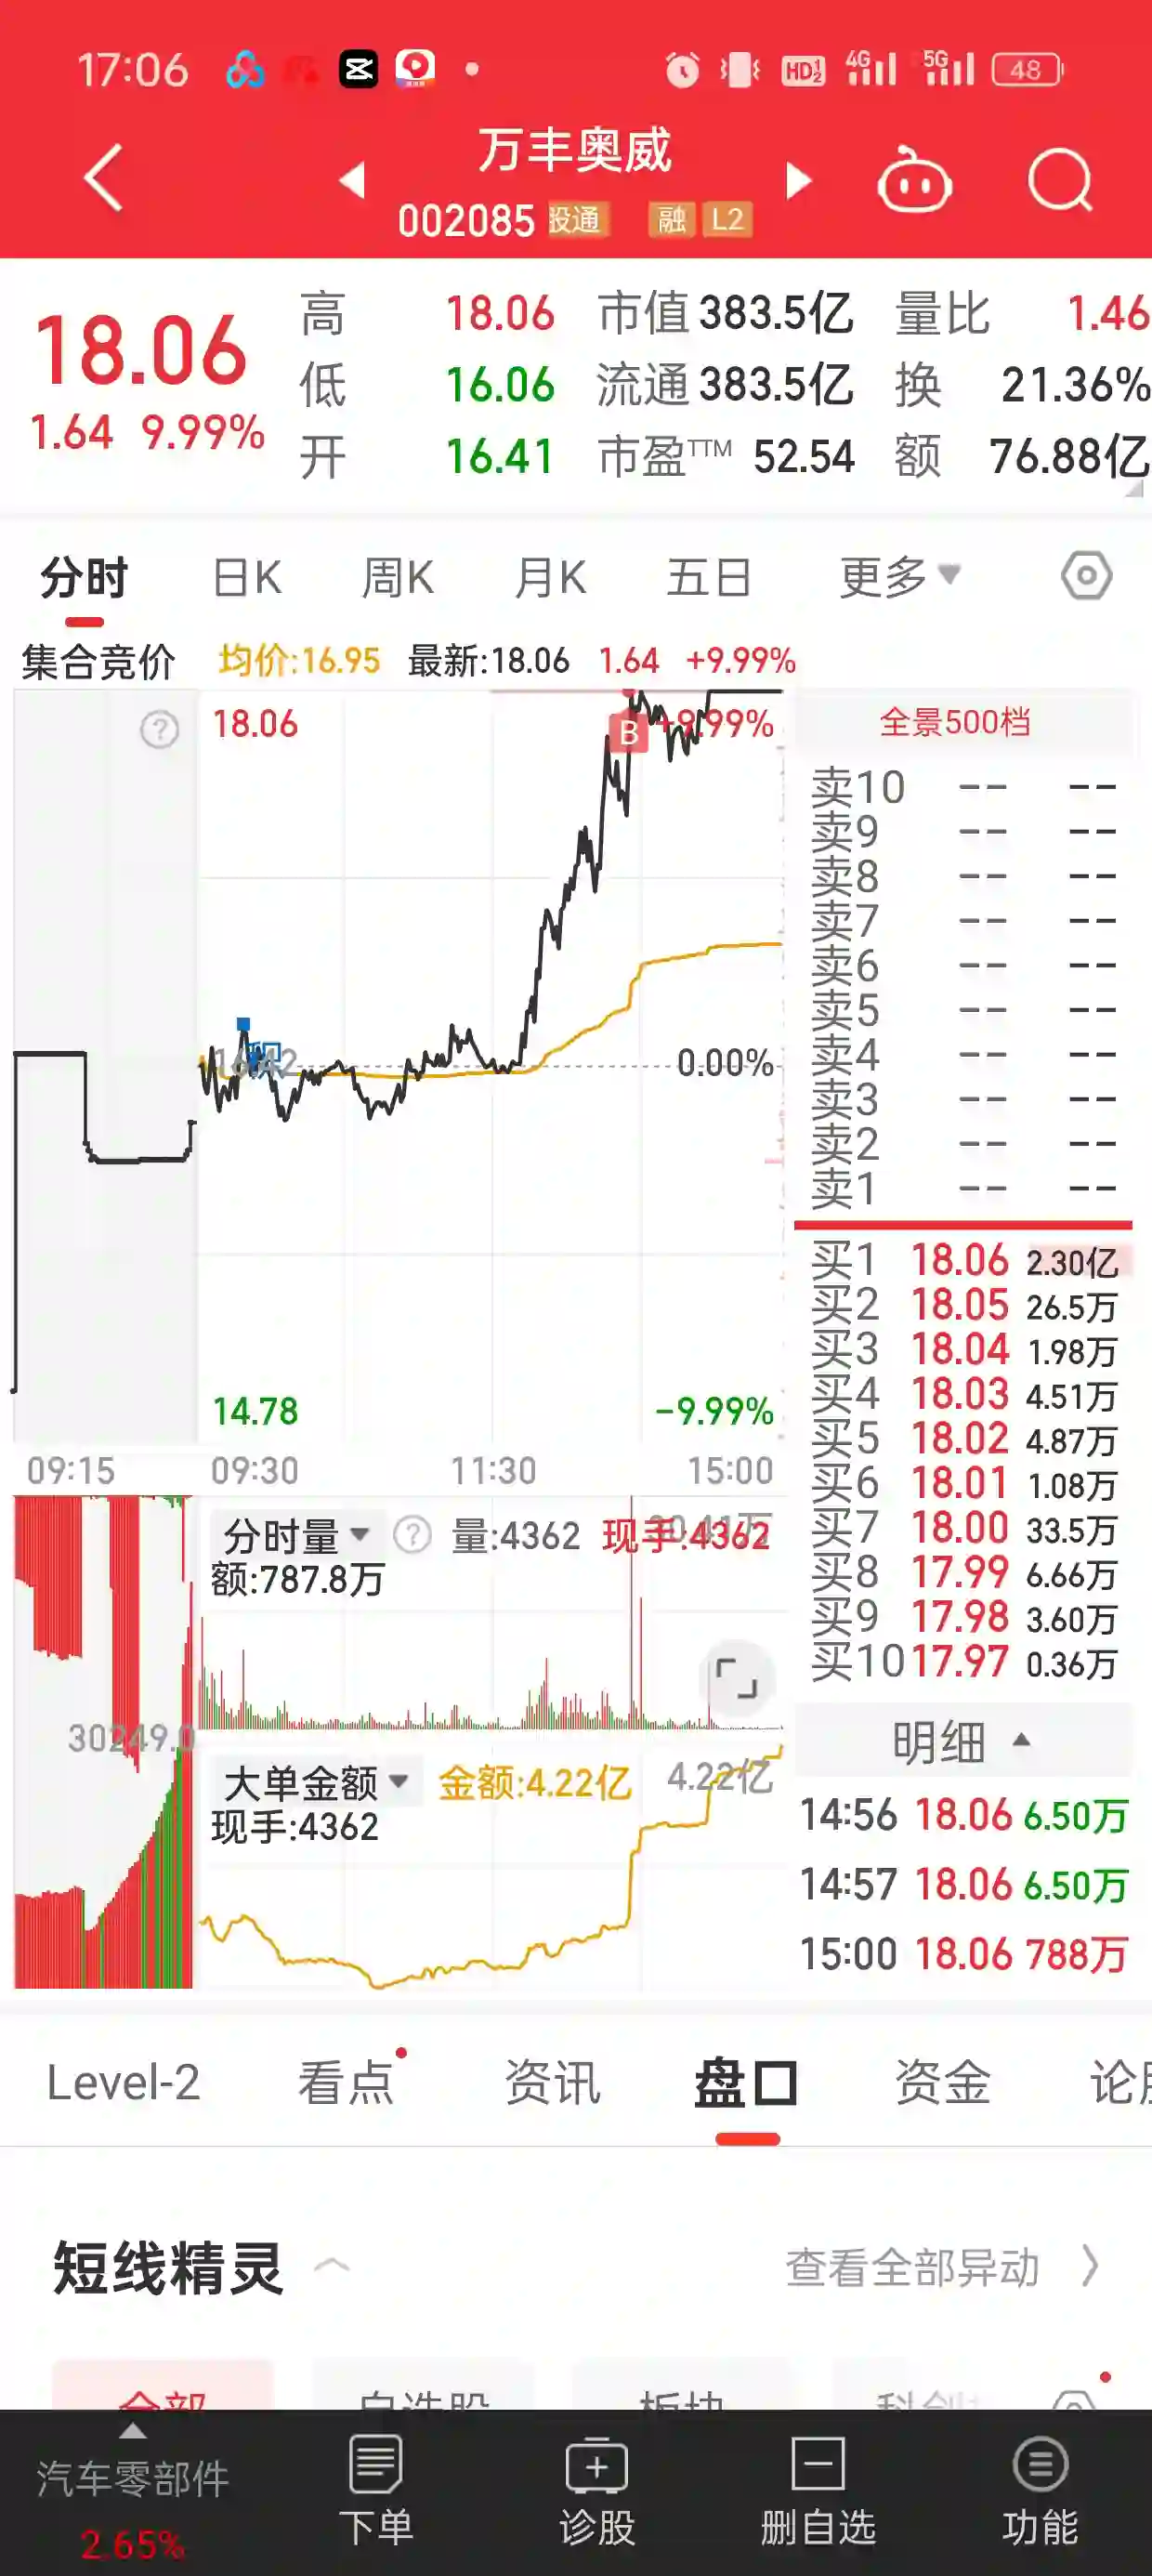 17:06 HD 1 2 4G 5G 48
万丰奥威
002085 股通 融 L2
18.06
1.64 9.99%
高 18.06 市值 383.5亿 量比 1.46
低 16.06 流通 383.5亿 换 21.36%
开 16.41 市盈TTM 52.54 额 76.88亿
分时 日K 周K 月K 五日 更多
集合竞价 均价:16.95 最新:18.06 1.64 +9.99%
? 18.06 B +9.99%
16.42 积 0.00%
14.78 -9.99%
09:15 09:30 11:30 15:00
分时量 ? 量:4362 现手:4362
额:787.8万
30249.0
大单金额 金额:4.22亿 4.22亿
现手:4362
全景500档
卖10 -- --
卖9 -- --
卖8 -- --
卖7 -- --
卖6 -- --
卖5 -- --
卖4 -- --
卖3 -- --
卖2 -- --
卖1 -- --
买1 18.06 2.30亿
买2 18.05 26.5万
买3 18.04 1.98万
买4 18.03 4.51万
买5 18.02 4.87万
买6 18.01 1.08万
买7 18.00 33.5万
买8 17.99 6.66万
买9 17.98 3.60万
买10 17.97 0.36万
明细
14:56 18.06 6.50万
14:57 18.06 6.50万
15:00 18.06 788万
Level-2 看点 资讯 盘口 资金 论
短线精灵 查看全部异动
全部 自选股 板块 科创
汽车零部件
2.65%
下单 诊股 删自选 功能